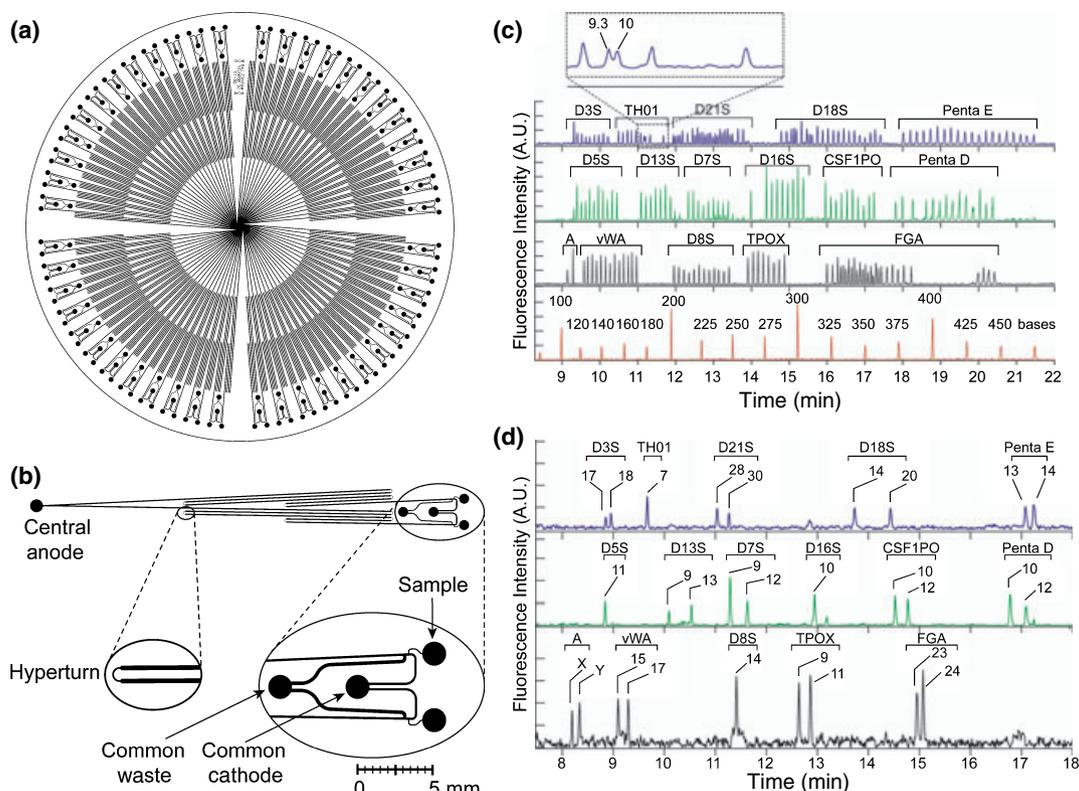 (a)
(b)
Central
anode
Sample
Hyperturn
Common
waste
Common
cathode
0 5 mm
(c)
9.3 10
D3S TH01 D21S D18S Penta E
D5S D13S D7S D16S CSF1PO Penta D
A vWA D8S TPOX FGA
100 200 300 400
120 140 160 180 225 250 275 325 350 375 425 450 bases
Fluorescence Intensity (A.U.)
9 10 11 12 13 14 15 16 17 18 19 20 21 22
Time (min)
(d)
D3S TH01 D21S D18S Penta E
17 18 7 28 30 14 20 13 14
D5S D13S D7S D16S CSF1PO Penta D
11 9 13 9 12 10 10 12 10 12
A vWA D8S TPOX FGA
X Y 15 17 14 9 11 23 24
Fluorescence Intensity (A.U.)
8 9 10 11 12 13 14 15 16 17 18
Time (min)